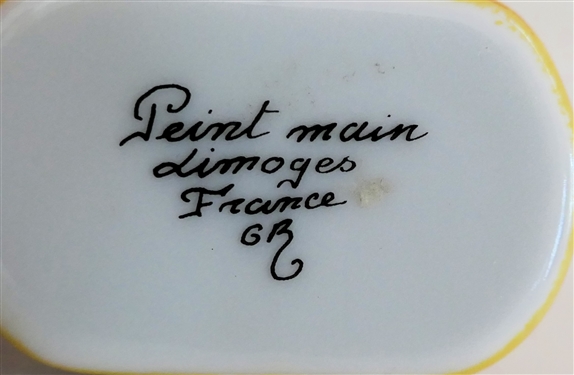 Peint main
Limoges
France
GR